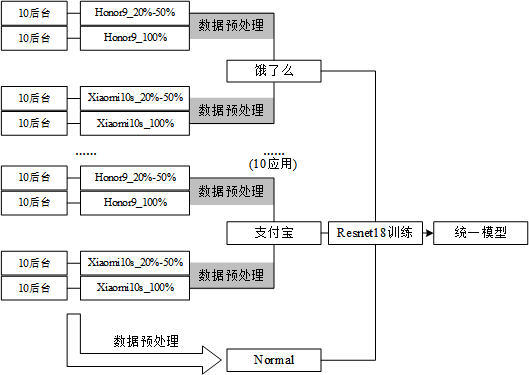 10后台 Honor9_20%-50% 数据预处理
10后台 Honor9_100%
饿了么
10后台 Xiaomi10s_20%-50% 数据预处理
10后台 Xiaomi10s_100%
...... ......
(10应用)
10后台 Honor9_20%-50% 数据预处理
10后台 Honor9_100%
支付宝 Resnet18训练 统一模型
10后台 Xiaomi10s_20%-50% 数据预处理
10后台 Xiaomi10s_100%
数据预处理
Normal